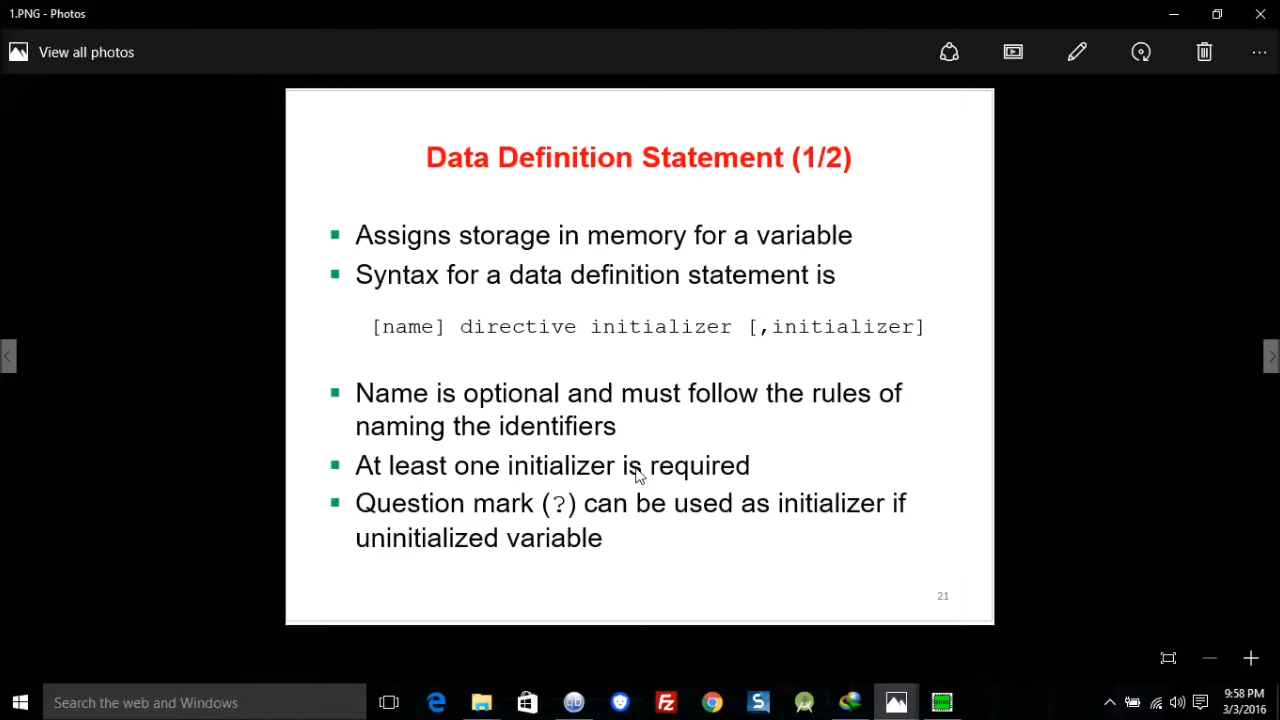 1.PNG - Photos
View all photos
Data Definition Statement (1/2)
Assigns storage in memory for a variable
Syntax for a data definition statement is
[name] directive initializer [,initializer]
Name is optional and must follow the rules of
naming the identifiers
At least one initializer is required
Question mark (?) can be used as initializer if
uninitialized variable
21
Search the web and Windows
9:58 PM
3/3/2016